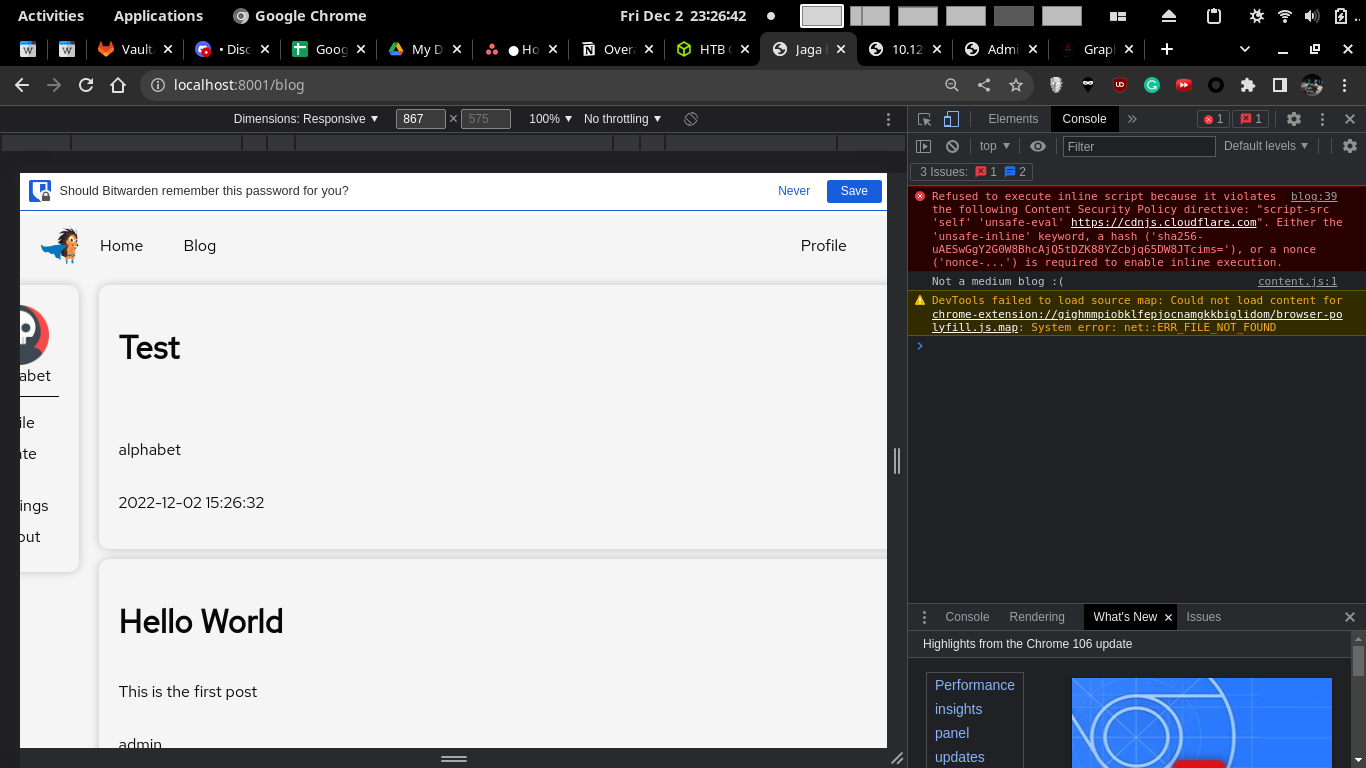 Activities Applications Google Chrome Fri Dec 2 23:26:42
Vault Disc Goog My D Ho Over HTB Jaga 10.12 Admi Grap
localhost:8001/blog
Dimensions: Responsive 867 × 575 100% No throttling
Elements Console » 1 1
top Filter Default levels
3 Issues: 1 2
Should Bitwarden remember this password for you? Never Save
Home Blog Profile
Test
alphabet
2022-12-02 15:26:32
abet
ile
ate
ings
out
Hello World
This is the first post
admin
Refused to execute inline script because it violates blog:39
the following Content Security Policy directive: "script-src
'self' 'unsafe-eval' https://cdnjs.cloudflare.com". Either the
'unsafe-inline' keyword, a hash ('sha256-
uAESwGgY2G0W8BhcAjQ5tDZK88YZcbjq65DW8JTcims='), or a nonce
('nonce-...') is required to enable inline execution.
Not a medium blog :( content.js:1
DevTools failed to load source map: Could not load content for
chrome-extension://gighmmpiobklfepjocnamgkkbiglidom/browser-po
lyfill.js.map: System error: net::ERR_FILE_NOT_FOUND
Console Rendering What's New Issues
Highlights from the Chrome 106 update
Performance
insights
panel
updates